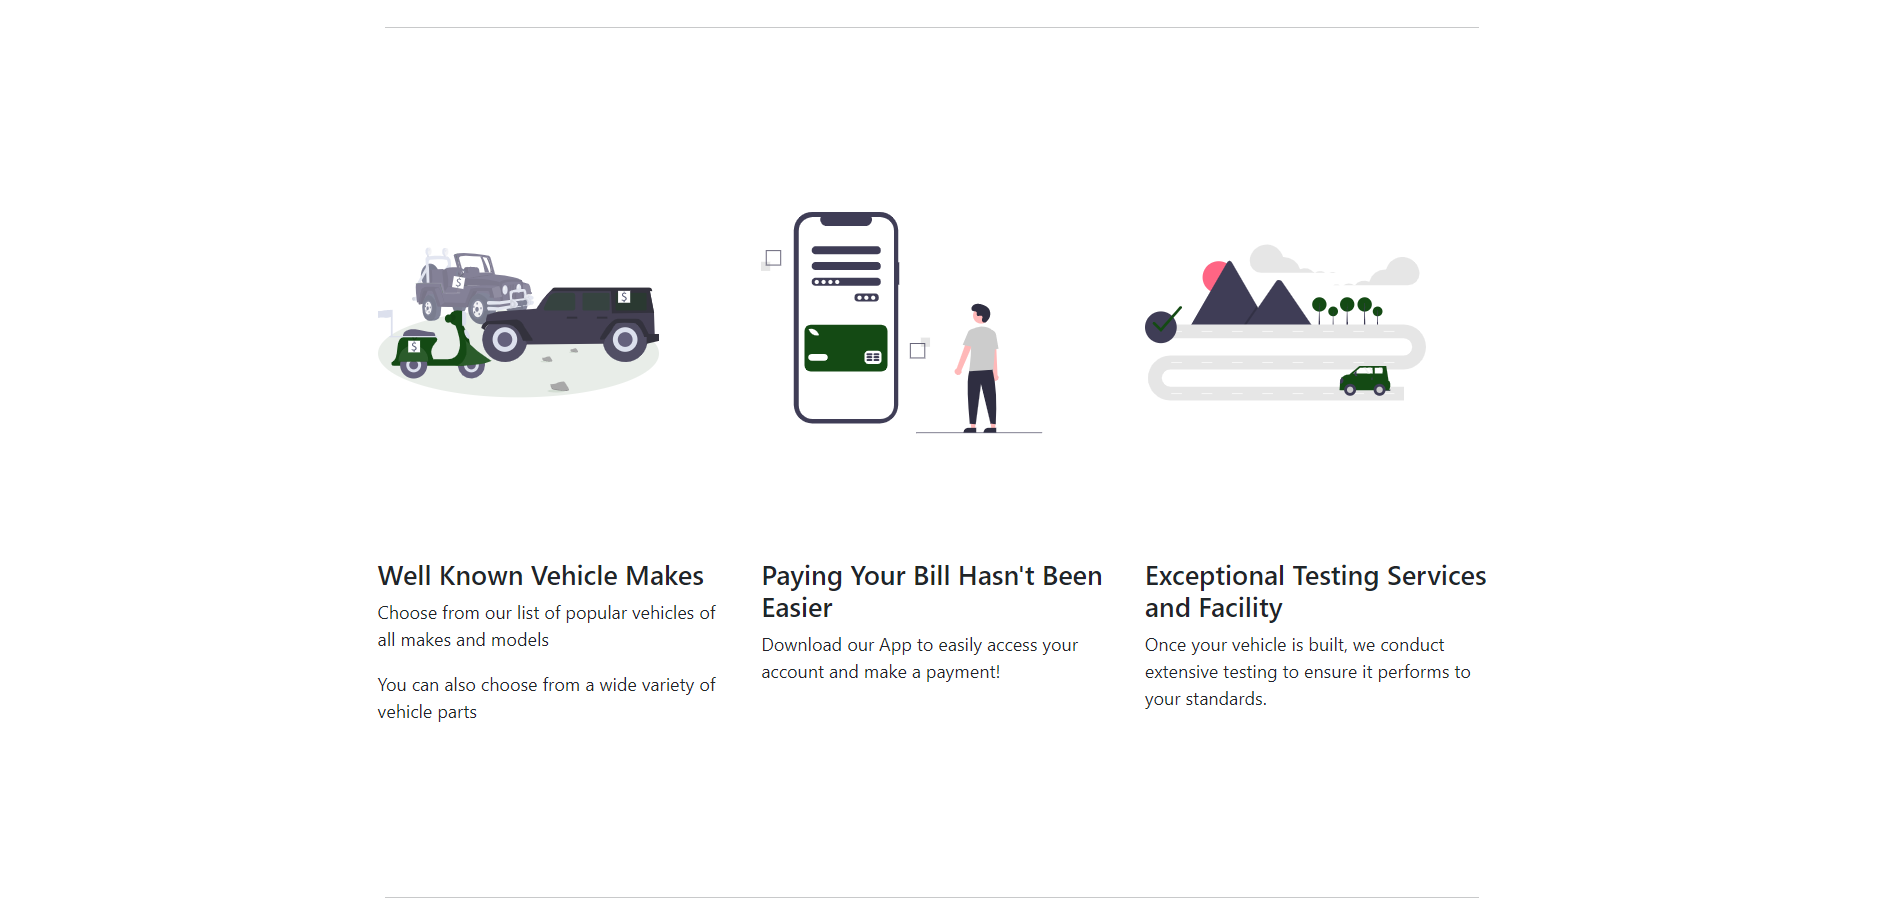 $
$
$
Well Known Vehicle Makes
Choose from our list of popular vehicles of
all makes and models
You can also choose from a wide variety of
vehicle parts
Paying Your Bill Hasn't Been
Easier
Download our App to easily access your
account and make a payment!
Exceptional Testing Services
and Facility
Once your vehicle is built, we conduct
extensive testing to ensure it performs to
your standards.